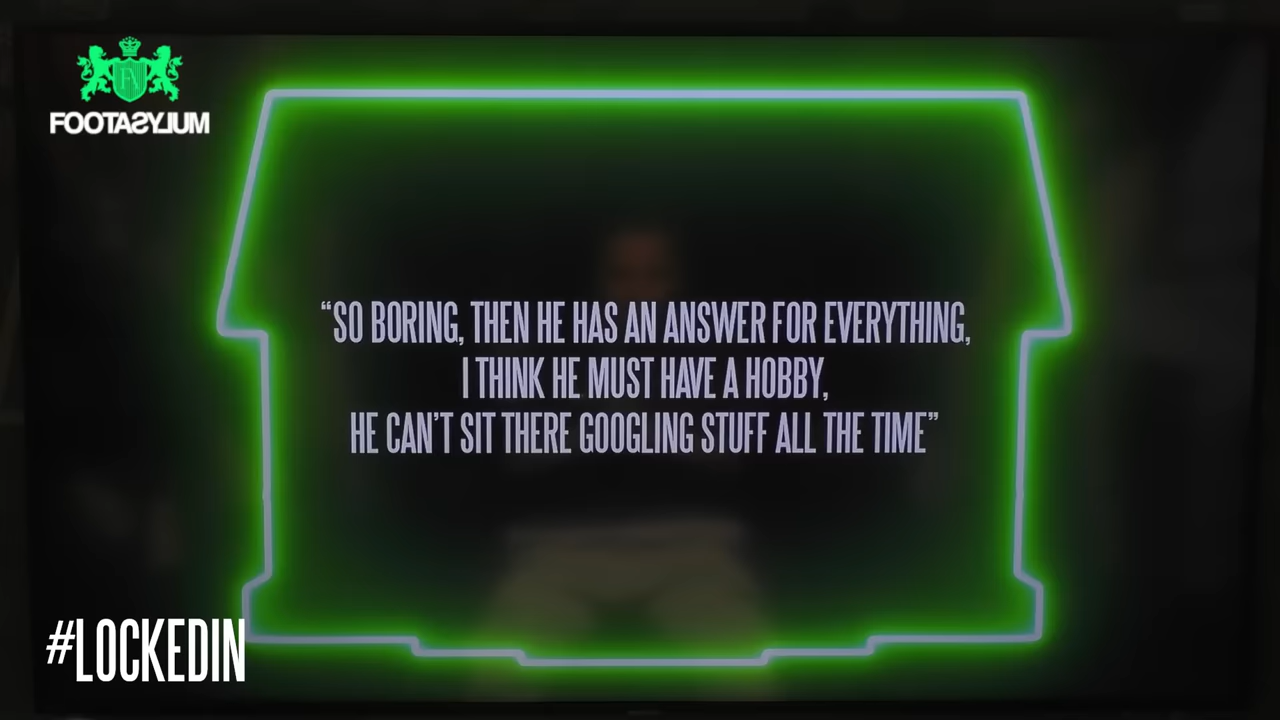 FOOTASYLUM
“SO BORING, THEN HE HAS AN ANSWER FOR EVERYTHING,
I THINK HE MUST HAVE A HOBBY,
HE CAN’T SIT THERE GOOGLING STUFF ALL THE TIME”
#LOCKEDIN